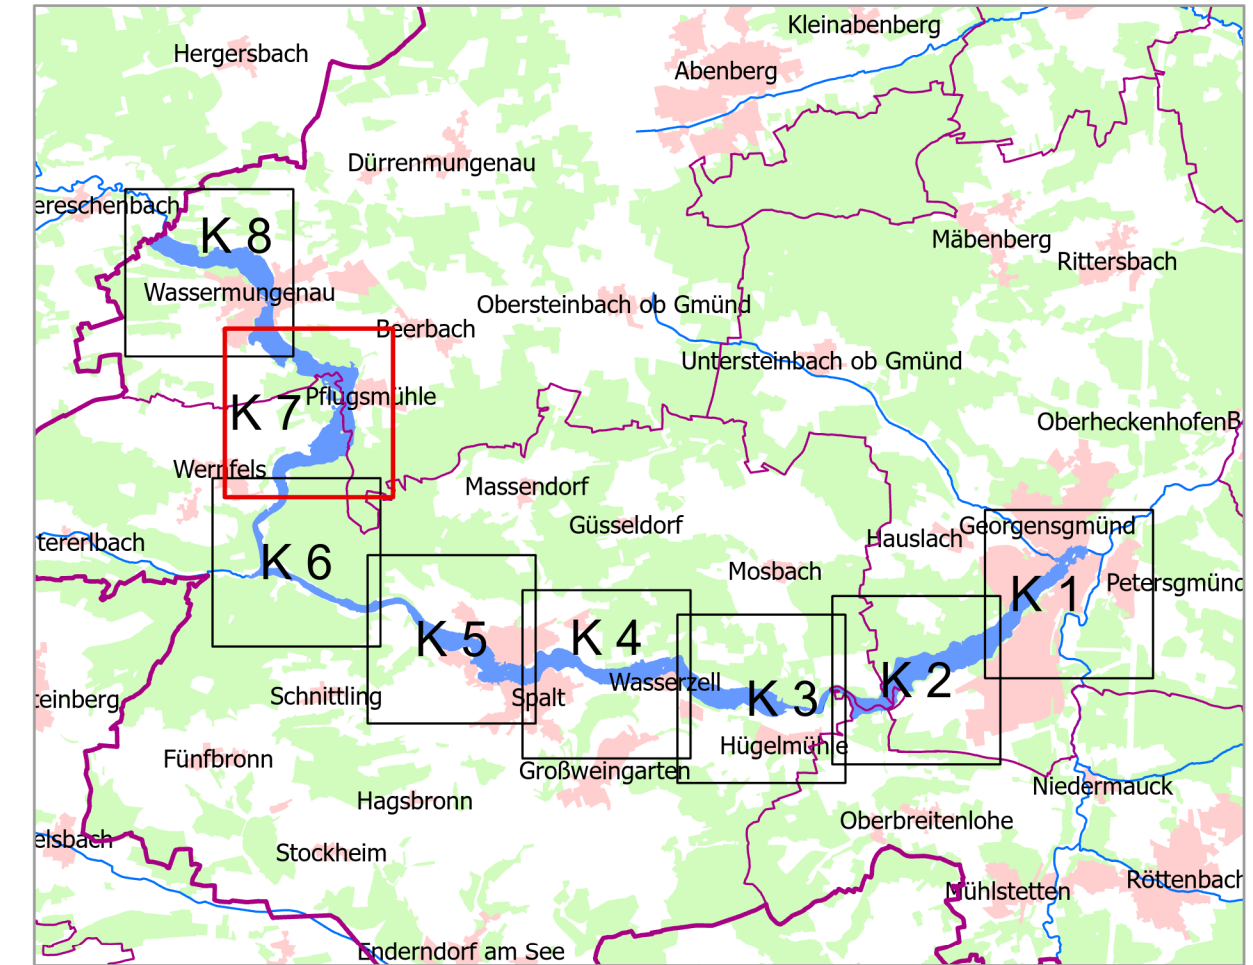 Kleinabenberg
Hergersbach
Abenberg
Dürrenmungenau
ereschenbach
K 8
Mäbenberg
Rittersbach
Wassermungenau
Obersteinbach ob Gmünd
Beerbach
Untersteinbach ob Gmünd
Pflugsmühle
K 7
OberheckenhofenB
Wernfels
Massendorf
Güsseldorf
Georgensgmünd
Hauslach
tererlbach
K 6
Mosbach
Petersgmünd
K 1
K 5
K 4
K 2
Wasserzell
Schnittling
Spalt
K 3
teinberg
Hügelmühle
Fünfbronn
Großweingarten
Niedermauck
Hagsbronn
Oberbreitenlohe
elsbach
Stockheim
Röttenbach
Mühlstetten
Enderndorf am See